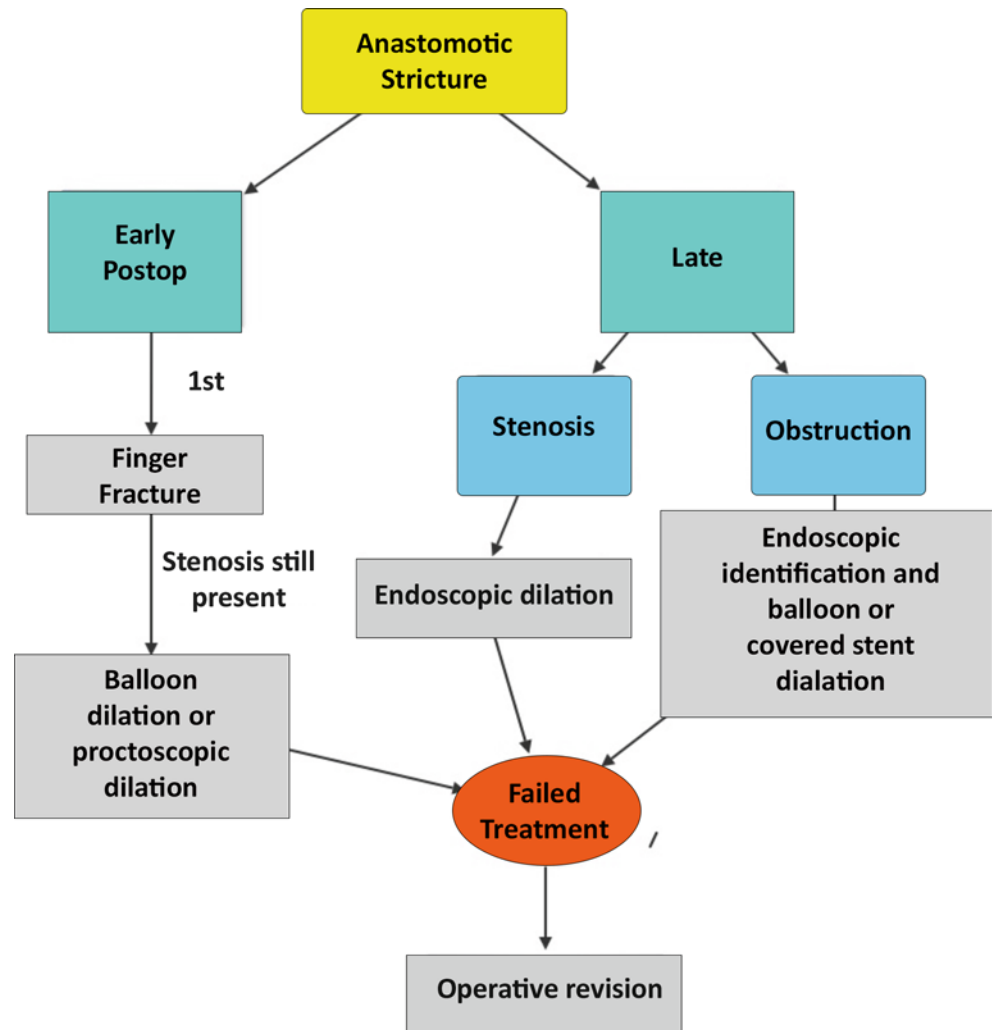 Anastomotic
Stricture
Early
Postop
Late
1st
Stenosis
Obstruction
Finger
Fracture
Stenosis still
present
Endoscopic dilation
Endoscopic
identification and
balloon or
covered stent
dialation
Balloon
dilation or
proctoscopic
dilation
Failed
Treatment
/
Operative revision